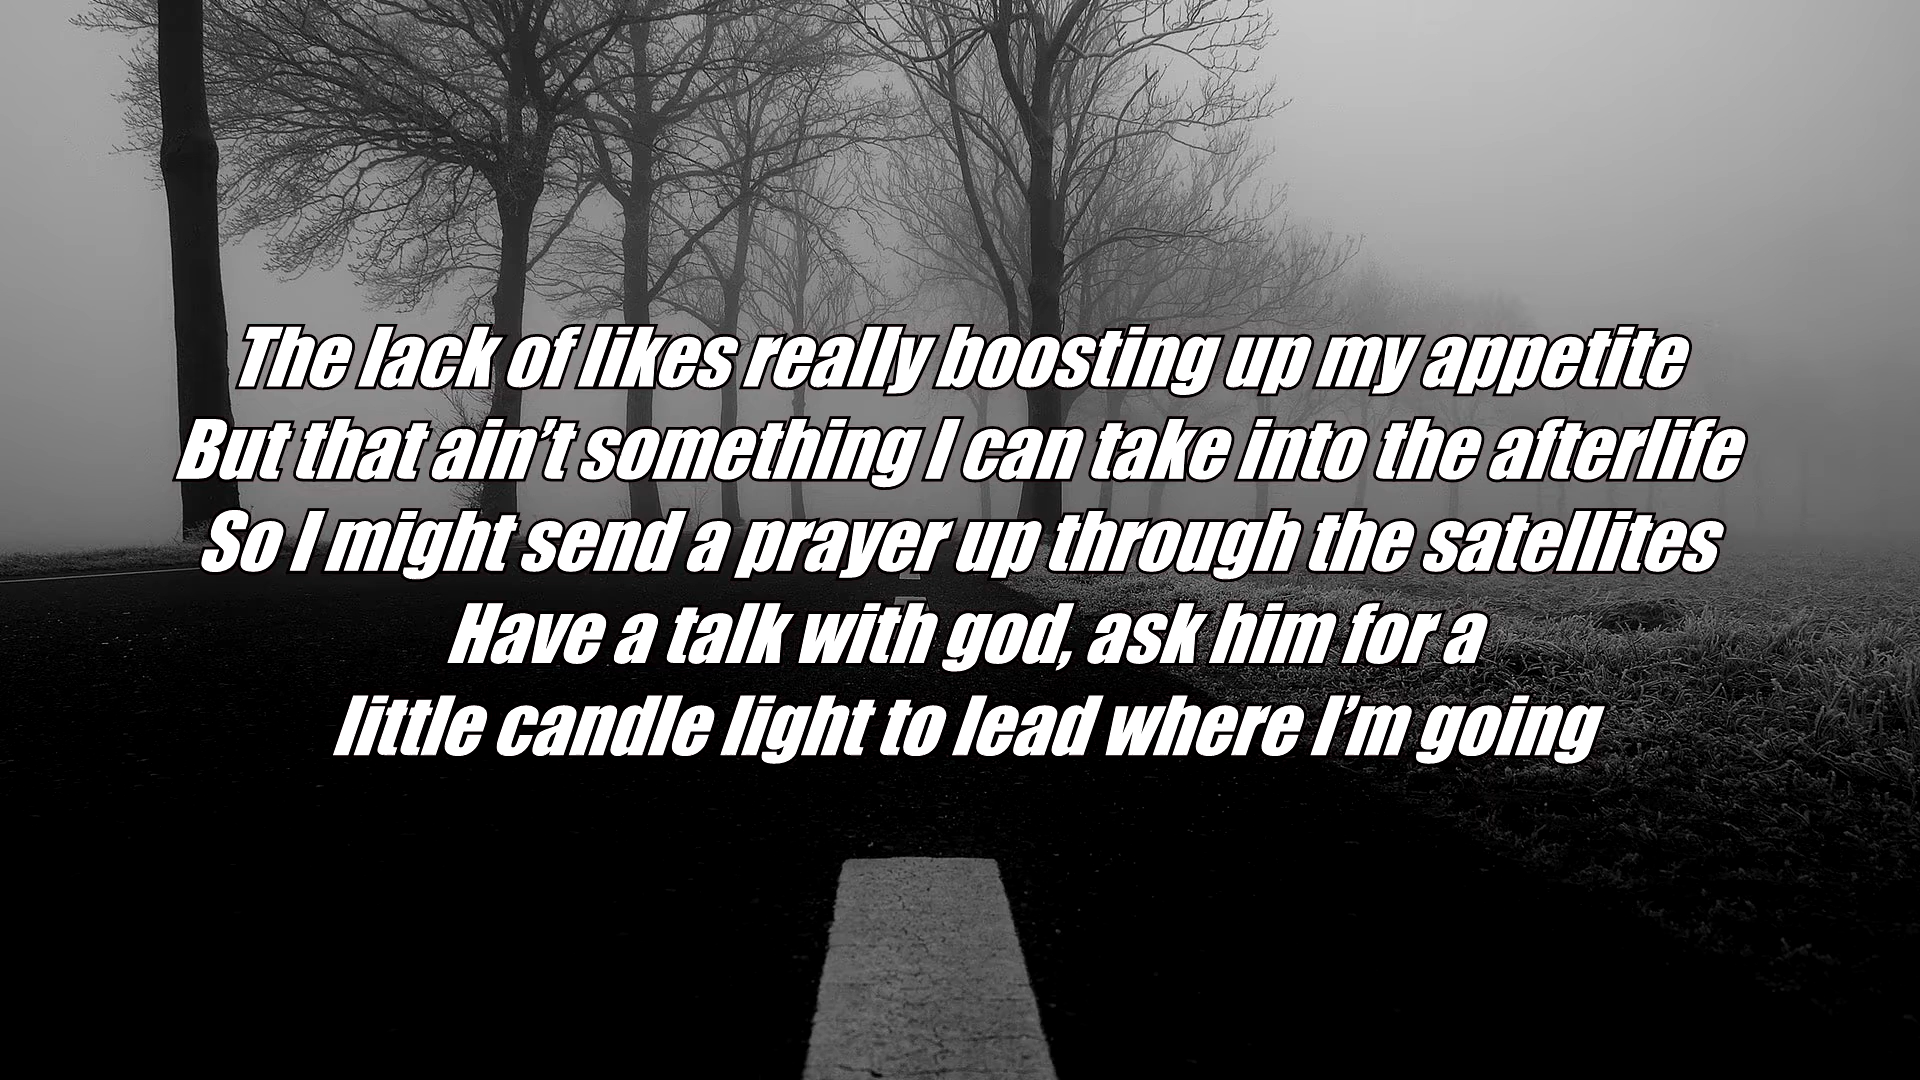 The lack of likes really boosting up my appetite
But that ain’t something I can take into the afterlife
So I might send a prayer up through the satellites
Have a talk with god, ask him for a
little candle light to lead where I’m going